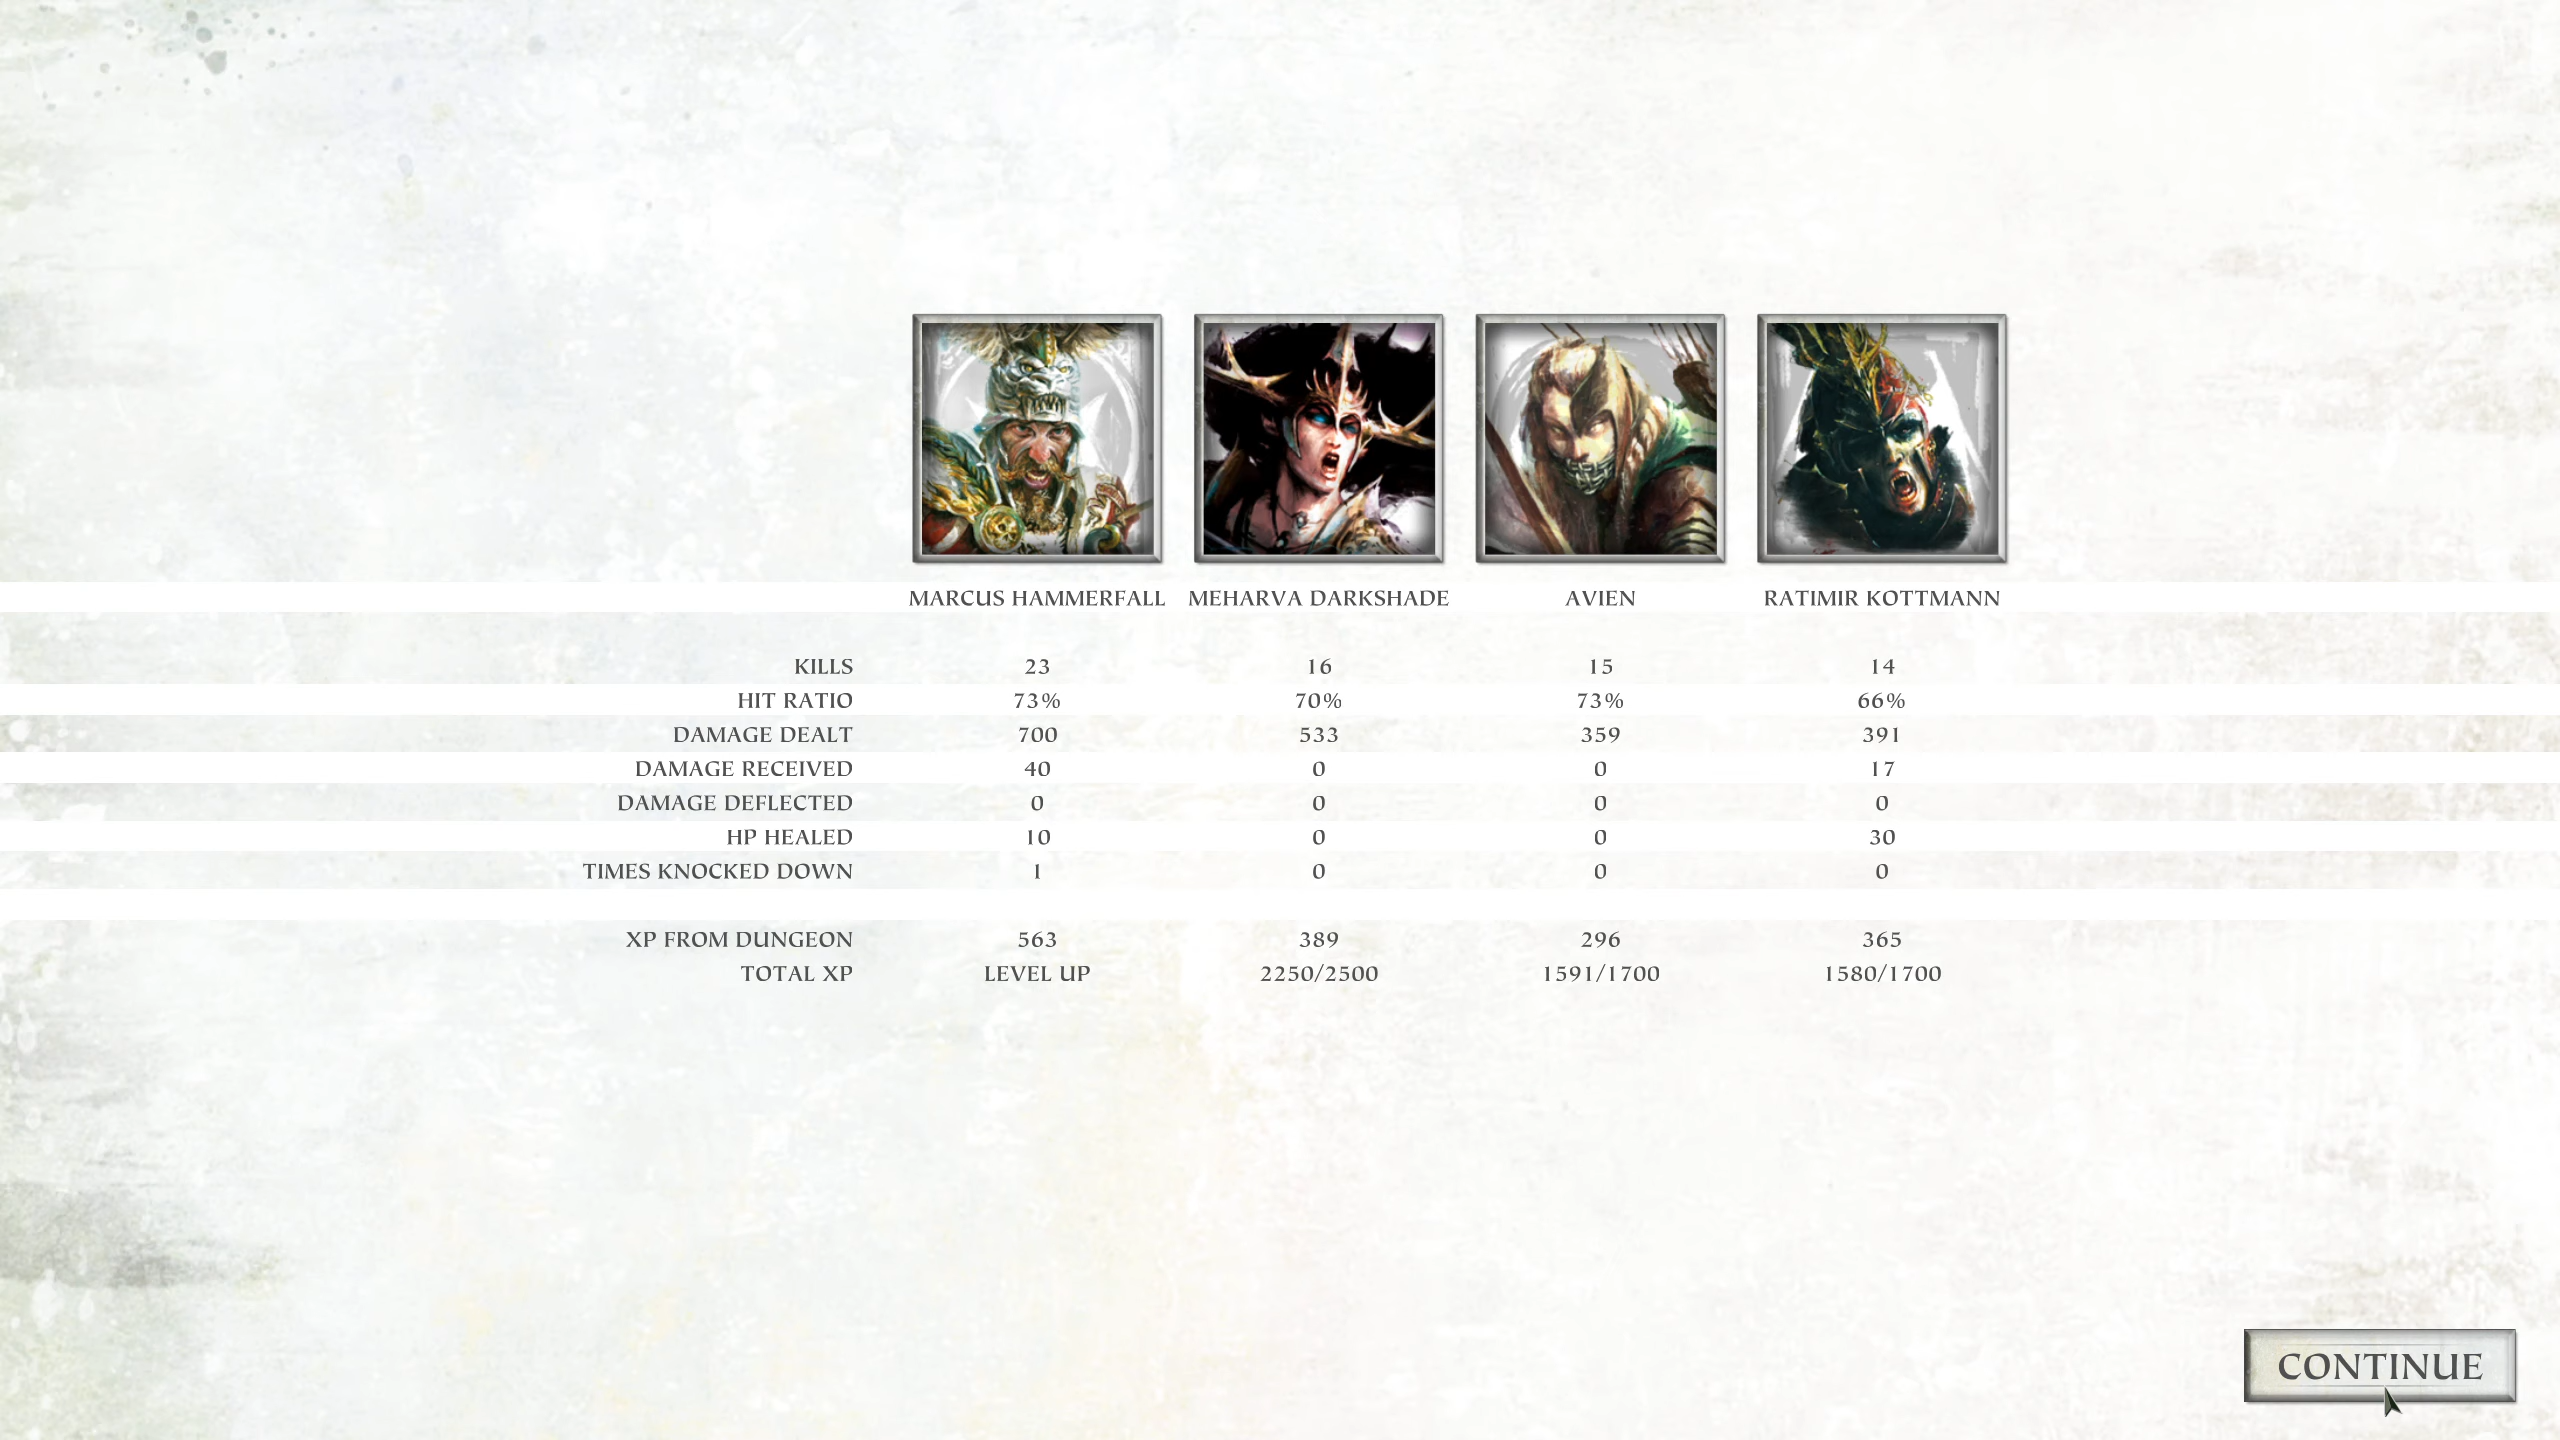 MARCUS HAMMERFALL MEHARVA DARKSHADE AVIEN RATIMIR KOTTMANN
KILLS 23 16 15 14
HIT RATIO 73% 70% 73% 66%
DAMAGE DEALT 700 533 359 391
DAMAGE RECEIVED 40 0 0 17
DAMAGE DEFLECTED 0 0 0 0
HP HEALED 10 0 0 30
TIMES KNOCKED DOWN 1 0 0 0
XP FROM DUNGEON 563 389 296 365
TOTAL XP LEVEL UP 2250/2500 1591/1700 1580/1700
CONTINUE